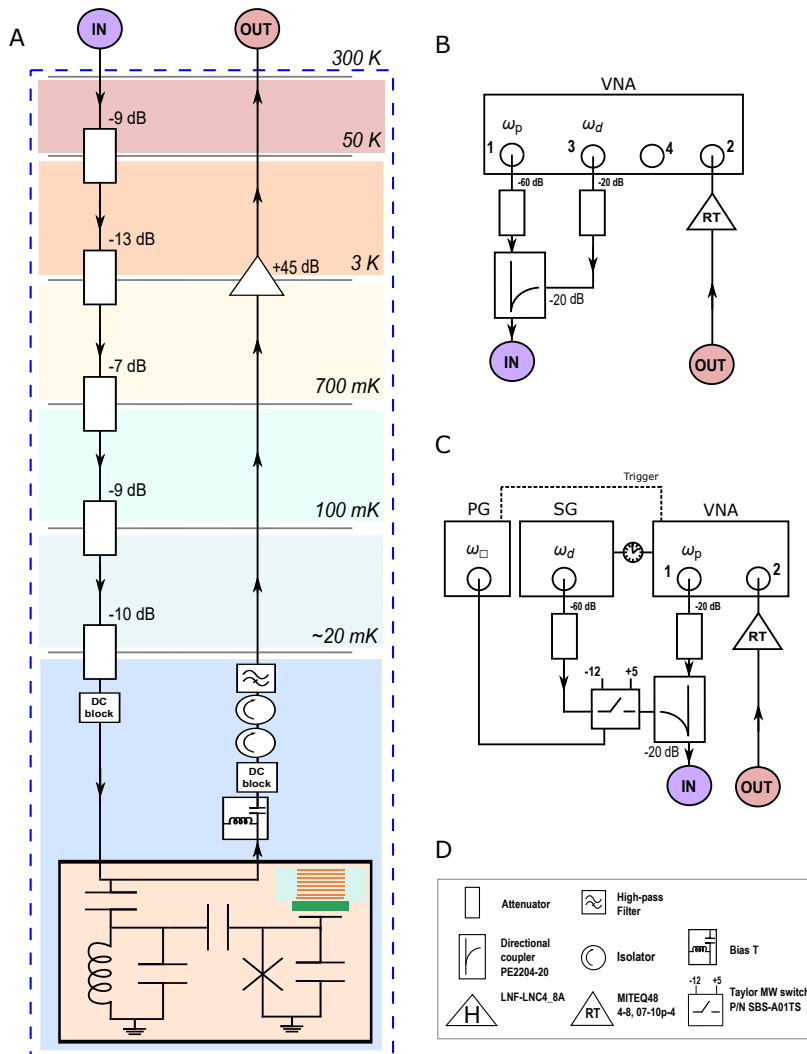 A
IN
OUT
300 K
-9 dB
50 K
-13 dB
3 K
+45 dB
-7 dB
700 mK
-9 dB
100 mK
-10 dB
~20 mK
DC
block
DC
block
B
VNA
ωp
ωd
1
3
4
2
-60 dB
-20 dB
RT
-20 dB
IN
OUT
C
Trigger
PG
SG
VNA
ω□
ωd
ωp
1
2
-60 dB
-20 dB
RT
-12
+5
-20 dB
IN
OUT
D
Attenuator
High-pass
Filter
Directional
coupler
PE2204-20
Isolator
Bias T
H
LNF-LNC4_8A
RT
MITEQ48
4-8, 07-10p-4
-12
+5
Taylor MW switch
P/N SBS-A01TS